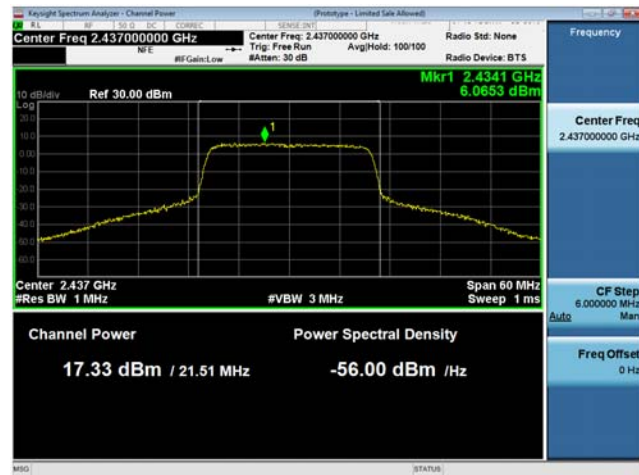 Keysight Spectrum Analyzer - Channel Power
(Prototype - Limited Sale Allowed)
RL
RF
50 Ω
DC
CORREC
SENSE:INT
Center Freq 2.437000000 GHz
NFE
#IFGain:Low
Center Freq: 2.437000000 GHz
Trig: Free Run
Avg|Hold: 100/100
#Atten: 30 dB
Radio Std: None
Radio Device: BTS
Frequency
Mkr1 2.4341 GHz
6.0653 dBm
10 dB/div
Ref 30.00 dBm
Log
20.0
10.0
0.00
10.0
20.0
30.0
40.0
50.0
60.0
1
Center 2.437 GHz
Span 60 MHz
#Res BW 1 MHz
#VBW 3 MHz
Sweep 1 ms
Channel Power
Power Spectral Density
17.33 dBm / 21.51 MHz
-56.00 dBm /Hz
Center Freq
2.437000000 GHz
CF Step
6.000000 MHz
Auto
Man
Freq Offset
0 Hz
MSG
STATUS